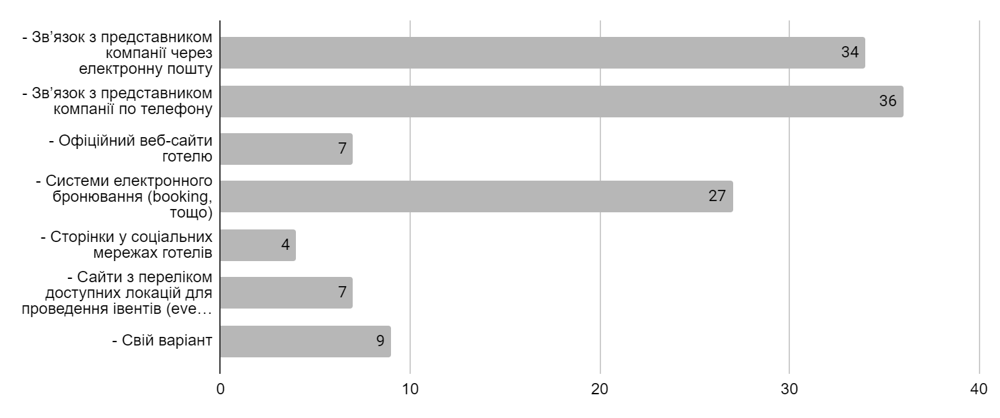 - Зв’язок з представником
компанії через
електронну пошту
34
- Зв’язок з представником
компанії по телефону
36
- Офіційний веб-сайти
готелю
7
- Системи електронного
бронювання (booking,
тощо)
27
- Сторінки у соціальних
мережах готелів
4
- Сайти з переліком
доступних локацій для
проведення івентів (eve…
7
- Свій варіант
9
0 10 20 30 40